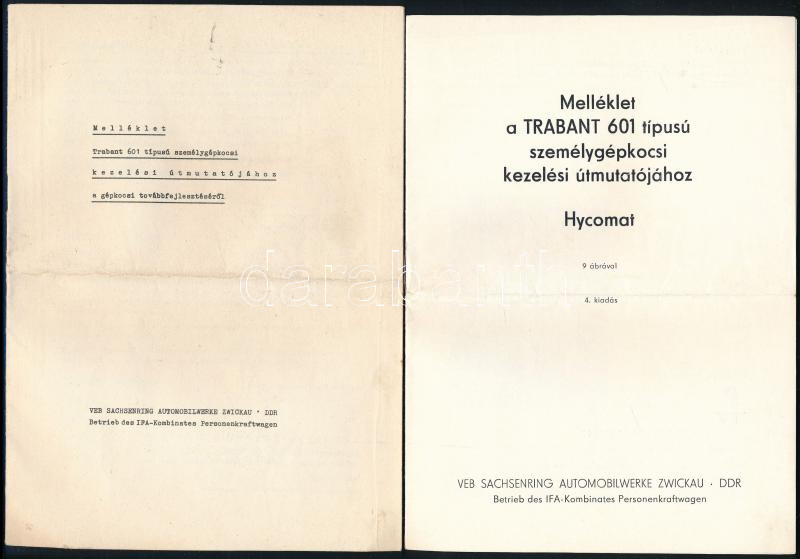 Melléklet
Trabant 601 típusú személygépkocsi
kezelési útmutatójához
a gépkocsi továbbfejlesztéséről
VEB SACHSENRING AUTOMOBILWERKE ZWICKAU · DDR
Betrieb des IFA-Kombinates Personenkraftwagen
Melléklet
a TRABANT 601 típusú
személygépkocsi
kezelési útmutatójához
Hycomat
9 ábrával
4. kiadás
VEB SACHSENRING AUTOMOBILWERKE ZWICKAU · DDR
Betrieb des IFA-Kombinates Personenkraftwagen
darabanth